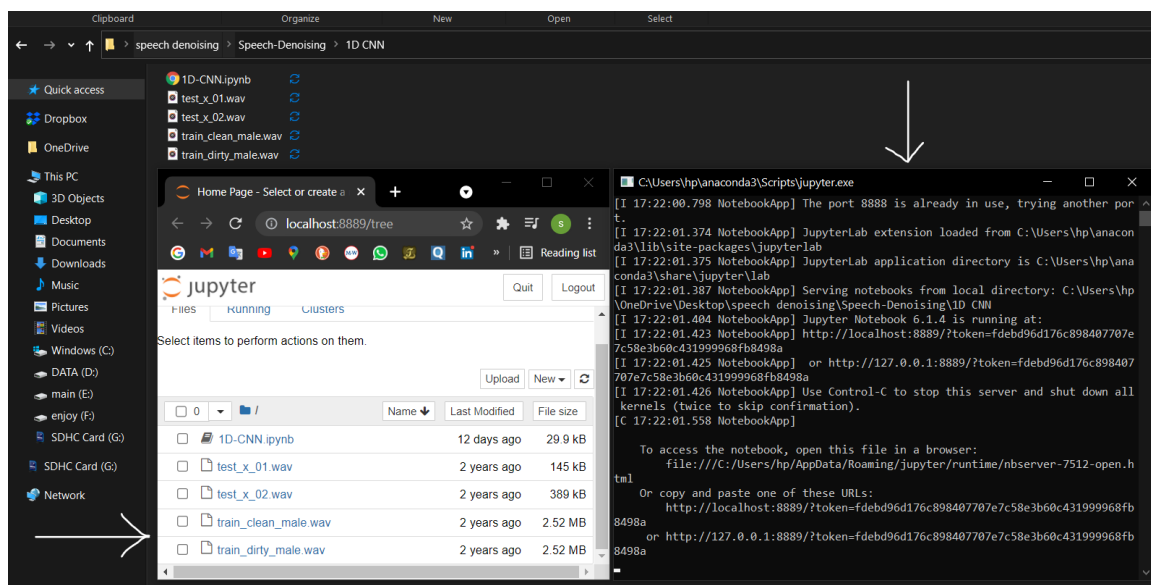 Clipboard Organize New Open Select
speech denoising > Speech-Denoising > 1D CNN
Quick access
Dropbox
OneDrive
This PC
3D Objects
Desktop
Documents
Downloads
Music
Pictures
Videos
Windows (C:)
DATA (D:)
main (E:)
enjoy (F:)
SDHC Card (G:)
SDHC Card (G:)
Network
1D-CNN.ipynb
test_x_01.wav
test_x_02.wav
train_clean_male.wav
train_dirty_male.wav
Home Page - Select or create a
localhost:8889/tree
S
Reading list
jupyter
Quit Logout
Files Running Clusters
Select items to perform actions on them.
Upload New
0 / Name Last Modified File size
1D-CNN.ipynb 12 days ago 29.9 kB
test_x_01.wav 2 years ago 145 kB
test_x_02.wav 2 years ago 389 kB
train_clean_male.wav 2 years ago 2.52 MB
train_dirty_male.wav 2 years ago 2.52 MB
C:\Users\hp\anaconda3\Scripts\jupyter.exe
[I 17:22:00.798 NotebookApp] The port 8888 is already in use, trying another por
t.
[I 17:22:01.374 NotebookApp] JupyterLab extension loaded from C:\Users\hp\anacon
da3\lib\site-packages\jupyterlab
[I 17:22:01.375 NotebookApp] JupyterLab application directory is C:\Users\hp\ana
conda3\share\jupyter\lab
[I 17:22:01.387 NotebookApp] Serving notebooks from local directory: C:\Users\hp
\OneDrive\Desktop\speech denoising\Speech-Denoising\1D CNN
[I 17:22:01.404 NotebookApp] Jupyter Notebook 6.1.4 is running at:
[I 17:22:01.423 NotebookApp] http://localhost:8889/?token=fdebd96d176c898407707e
7c58e3b60c431999968fb8498a
[I 17:22:01.425 NotebookApp]  or http://127.0.0.1:8889/?token=fdebd96d176c898407
707e7c58e3b60c431999968fb8498a
[I 17:22:01.426 NotebookApp] Use Control-C to stop this server and shut down all
kernels (twice to skip confirmation).
[C 17:22:01.558 NotebookApp]
To access the notebook, open this file in a browser:
file:///C:/Users/hp/AppData/Roaming/jupyter/runtime/nbserver-7512-open.h
tml
Or copy and paste one of these URLs:
http://localhost:8889/?token=fdebd96d176c898407707e7c58e3b60c431999968fb
8498a
or http://127.0.0.1:8889/?token=fdebd96d176c898407707e7c58e3b60c431999968fb
8498a